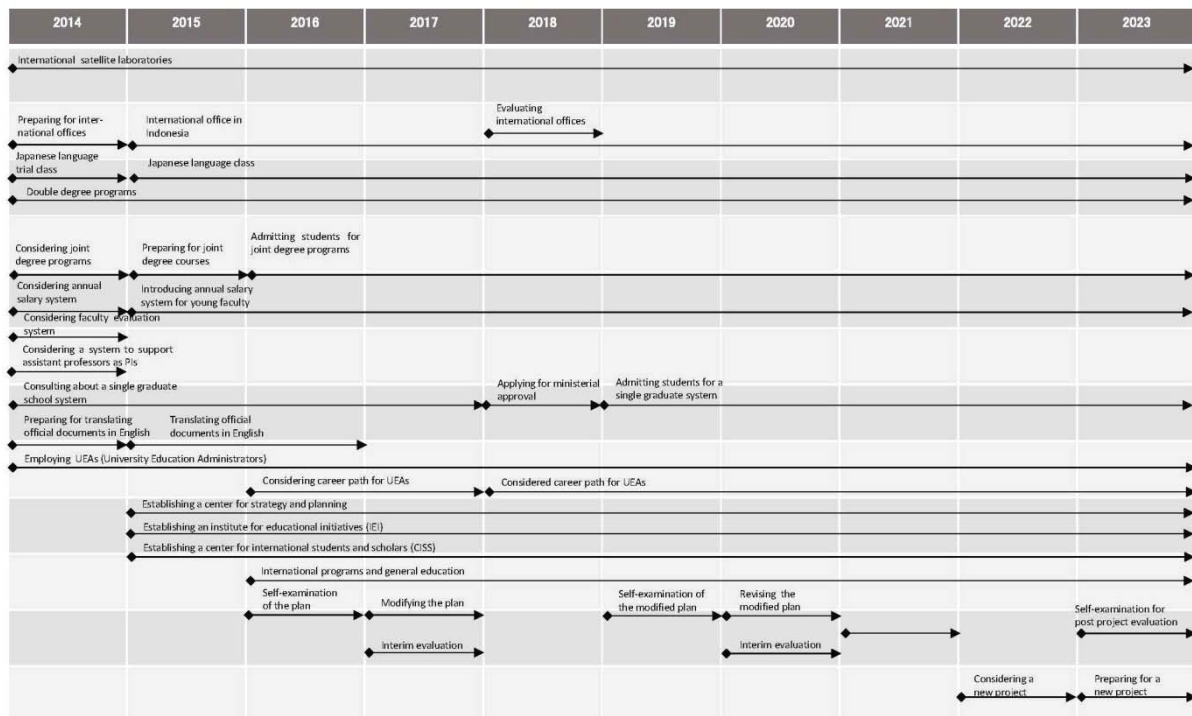 2014 2015 2016 2017 2018 2019 2020 2021 2022 2023
International satellite laboratories
Preparing for inter-
national offices
International office in
Indonesia
Evaluating
international offices
Japanese language
trial class
Japanese language class
Double degree programs
Considering joint
degree programs
Preparing for joint
degree courses
Admitting students for
joint degree programs
Considering annual
salary system
Introducing annual salary
system for young faculty
Considering faculty evaluation
system
Considering a system to support
assistant professors as PIs
Consulting about a single graduate
school system
Applying for ministerial
approval
Admitting students for a
single graduate system
Preparing for translating
official documents in English
Translating official
documents in English
Employing UEAs (University Education Administrators)
Considering career path for UEAs
Considered career path for UEAs
Establishing a center for strategy and planning
Establishing an institute for educational initiatives (IEI)
Establishing a center for international students and scholars (CISS)
International programs and general education
Self-examination
of the plan
Modifying the plan
Self-examination of
the modified plan
Revising the
modified plan
Self-examination for
post project evaluation
Interim evaluation
Interim evaluation
Considering a
new project
Preparing for a
new project